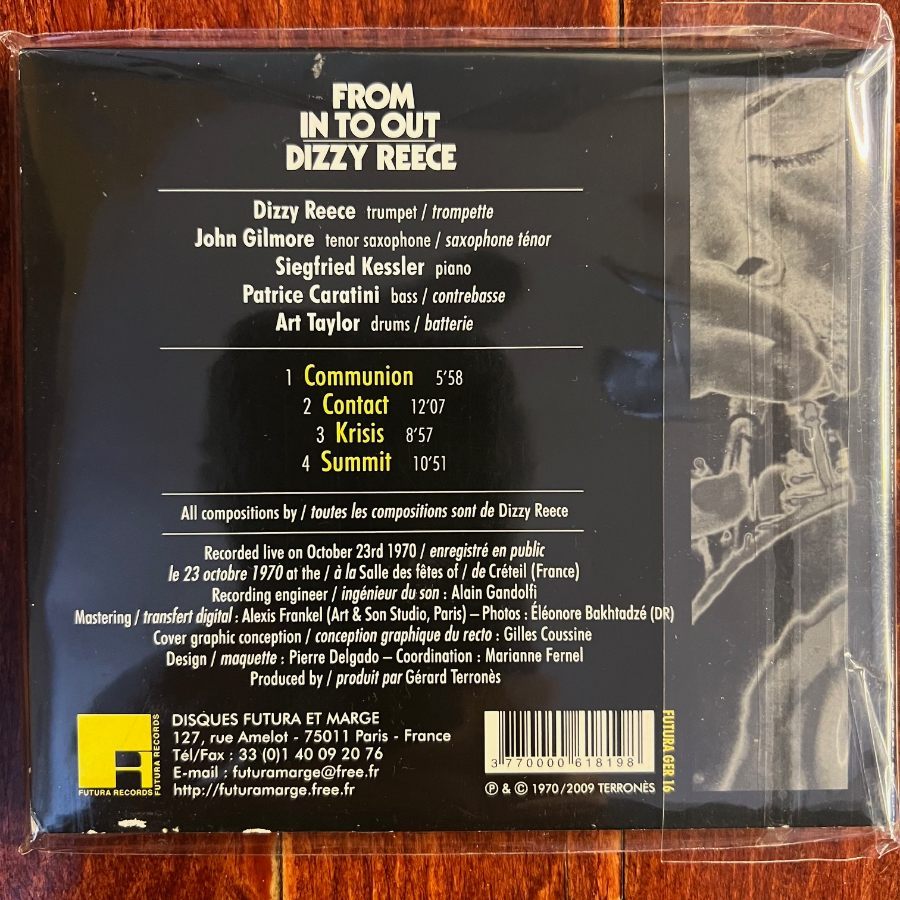 FROM
IN TO OUT
DIZZY REECE
Dizzy Reece trumpet / trompette
John Gilmore tenor saxophone / saxophone ténor
Siegfried Kessler piano
Patrice Caratini bass / contrebasse
Art Taylor drums / batterie
1 Communion 5'58
2 Contact 12'07
3 Krisis 8'57
4 Summit 10'51
All compositions by / toutes les compositions sont de Dizzy Reece
Recorded live on October 23rd 1970 / enregistré en public
le 23 octobre 1970 at the / à la Salle des fêtes of / de Créteil (France)
Recording engineer / ingénieur du son : Alain Gandolfi
Mastering / transfert digital : Alexis Frankel (Art & Son Studio, Paris) – Photos : Éléonore Bakhtadzé (DR)
Cover graphic conception / conception graphique du recto : Gilles Coussine
Design / maquette : Pierre Delgado – Coordination : Marianne Fernel
Produced by / produit par Gérard Terronès
FUTURA RECORDS
FUTURA RECORDS
DISQUES FUTURA ET MARGE
127, rue Amelot - 75011 Paris - France
Tél/Fax : 33 (0)1 40 09 20 76
E-mail : futuramarge@free.fr
http://futuramarge.free.fr
3 770000 618198
℗ & © 1970/2009 TERRONÈS
FUTURA GER 16